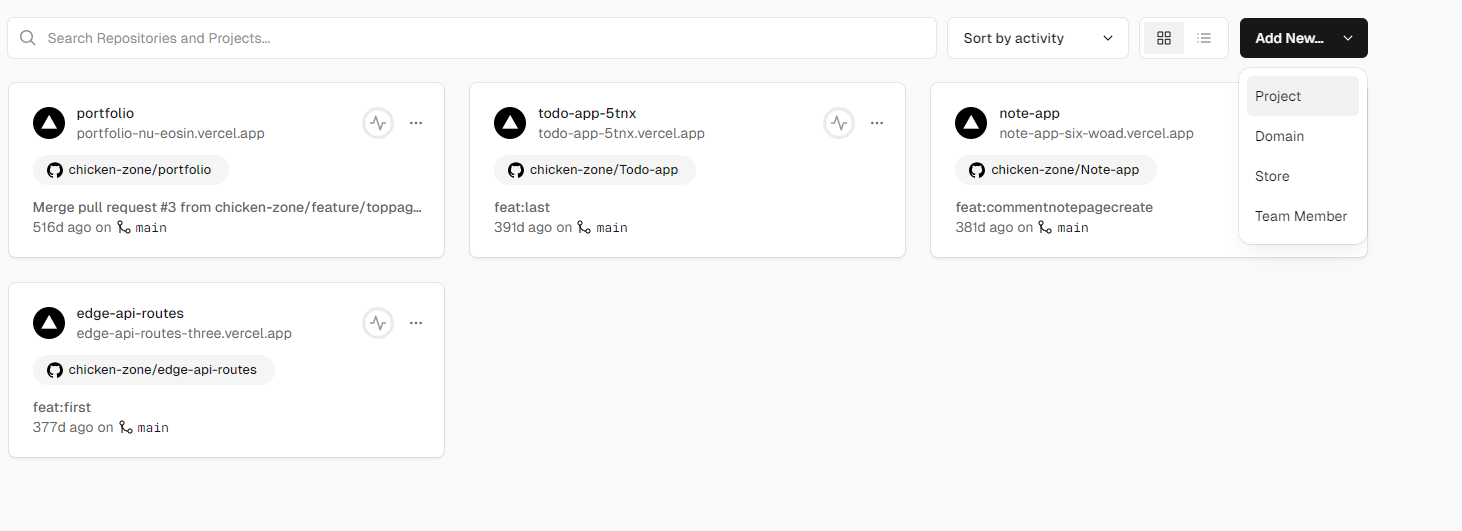 Search Repositories and Projects...
Sort by activity
Add New...
Project
Domain
Store
Team Member
portfolio
portfolio-nu-eosin.vercel.app
chicken-zone/portfolio
Merge pull request #3 from chicken-zone/feature/toppag...
516d ago on main
todo-app-5tnx
todo-app-5tnx.vercel.app
chicken-zone/Todo-app
feat:last
391d ago on main
note-app
note-app-six-woad.vercel.app
chicken-zone/Note-app
feat:commentnotepagecreate
381d ago on main
edge-api-routes
edge-api-routes-three.vercel.app
chicken-zone/edge-api-routes
feat:first
377d ago on main